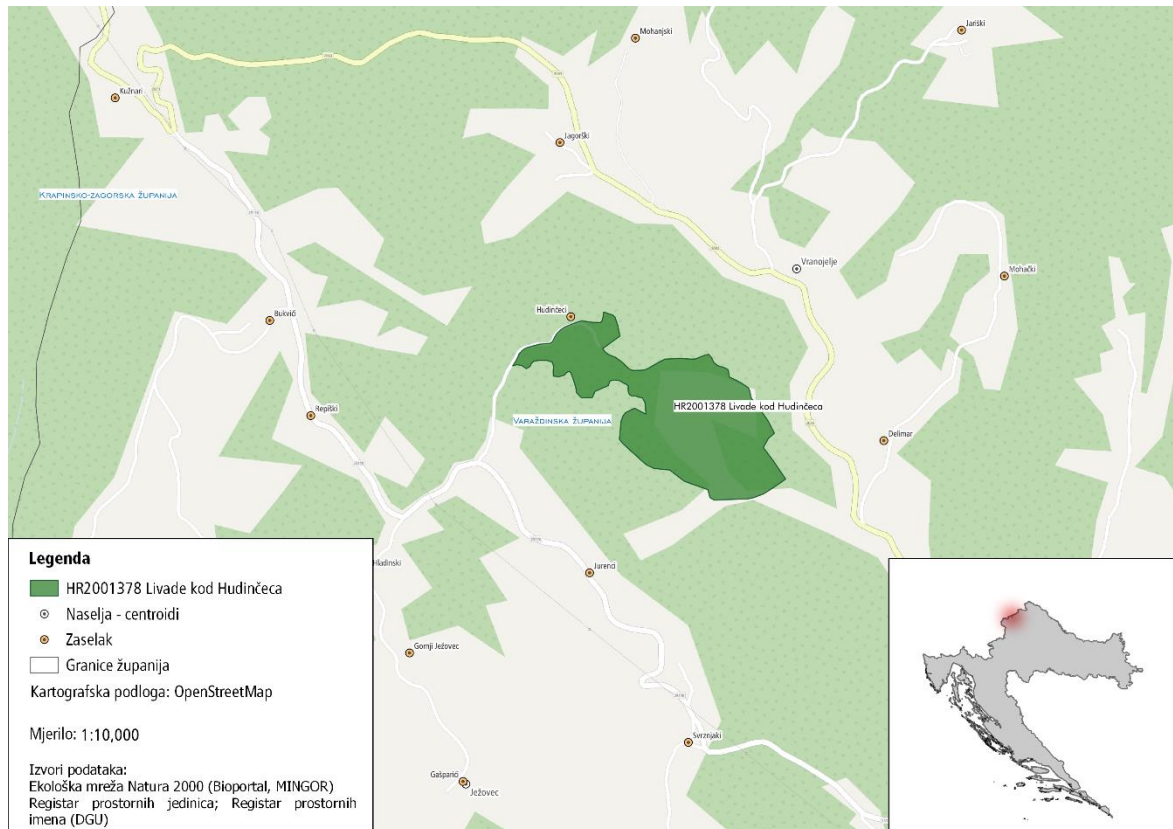 Mohanjski
Jariški
Kužnari
Jagorški
KRAPINSKO-ZAGORSKA ŽUPANIJA
Vranojelje
Mohački
Hudinčeci
Bukvići
HR2001378 Livade kod Hudinčeca
Repiški
VARAŽDINSKA ŽUPANIJA
Delimar
Hladinski
Jurenci
Gornji Ježovec
Svrznjaki
Gašparići
Ježovec
Legenda
HR2001378 Livade kod Hudinčeca
Naselja - centroidi
Zaselak
Granice županija
Kartografska podloga: OpenStreetMap
Mjerilo: 1:10,000
Izvori podataka:
Ekološka mreža Natura 2000 (Bioportal, MINGOR)
Registar prostornih jedinica; Registar prostornih
imena (DGU)